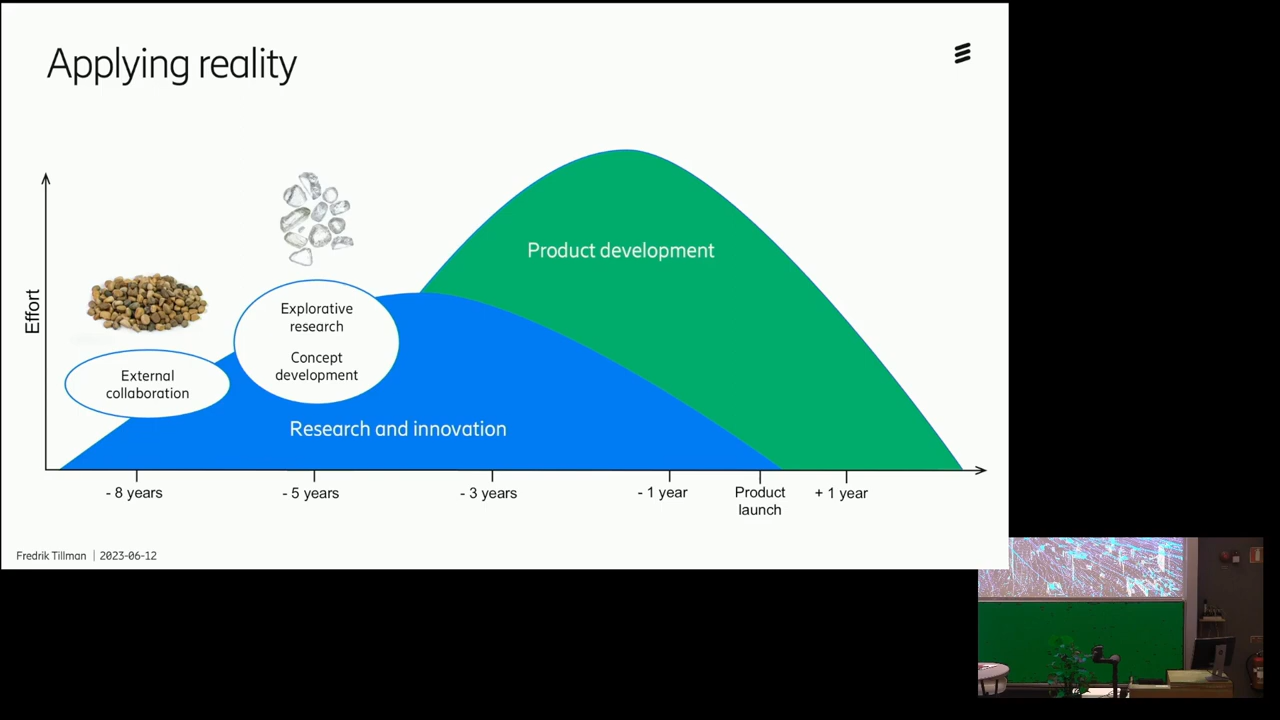 Applying reality
Effort
External
collaboration
Explorative
research
Concept
development
Product development
Research and innovation
- 8 years
- 5 years
- 3 years
- 1 year
Product
launch
+ 1 year
Fredrik Tillman | 2023-06-12